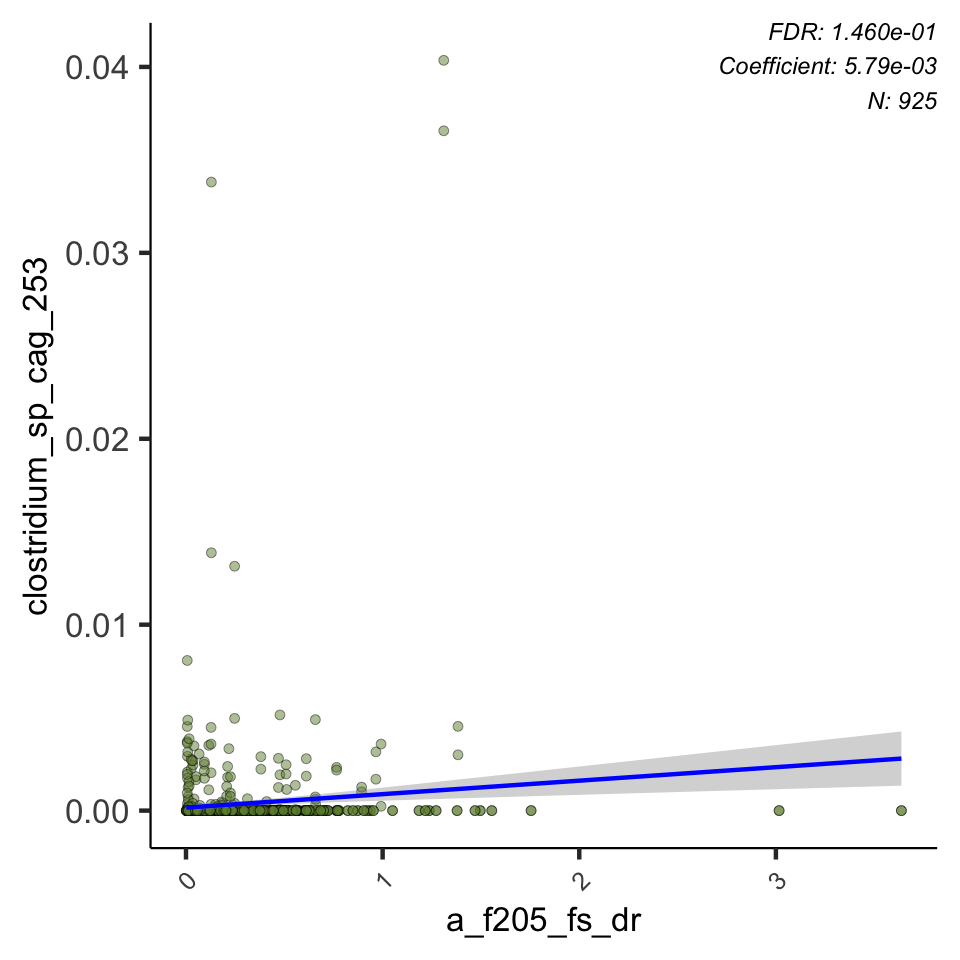 FDR: 1.460e-01
Coefficient: 5.79e-03
N: 925
clostridium_sp_cag_253
0.04
0.03
0.02
0.01
0.00
0
1
2
3
a_f205_fs_dr